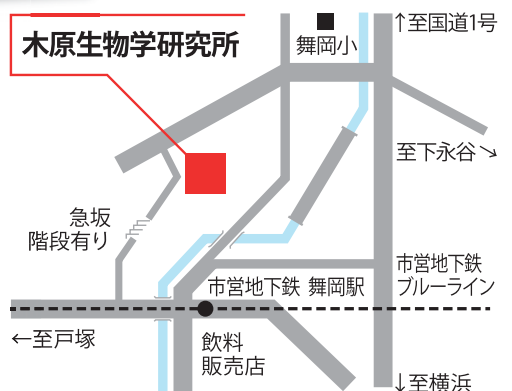 ↑至国道1号
舞岡小
木原生物学研究所
至下永谷↘
急坂
階段有り
市営地下鉄
ブルーライン
市営地下鉄 舞岡駅
←至戸塚
飲料
販売店
↓至横浜